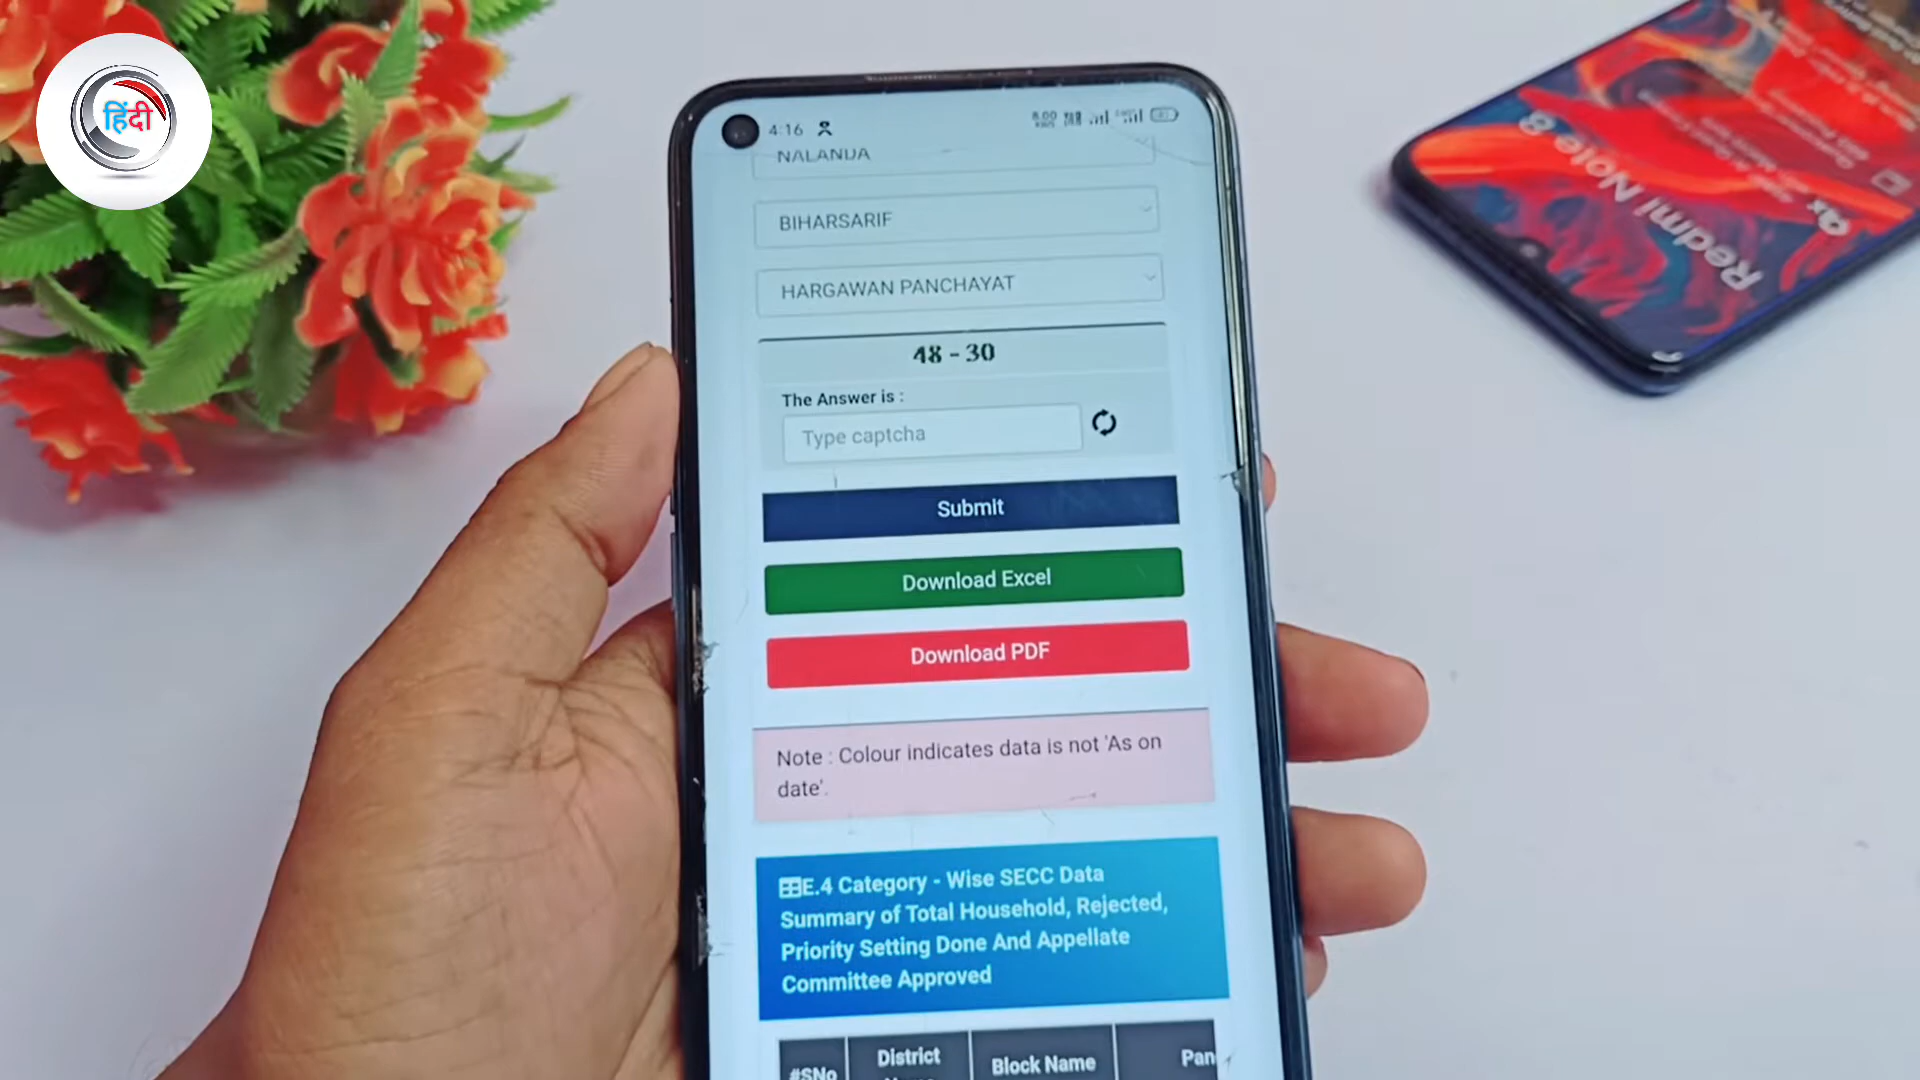 हिंदी
4:16
NALANDA
BIHARSARIF
HARGAWAN PANCHAYAT
48 - 30
The Answer is :
Type captcha
Submit
Download Excel
Download PDF
Note : Colour indicates data is not 'As on
date'.
E.4 Category - Wise SECC Data
Summary of Total Household, Rejected,
Priority Setting Done And Appellate
Committee Approved
#SNo
District
Block Name
Pan
Redmi Note 8